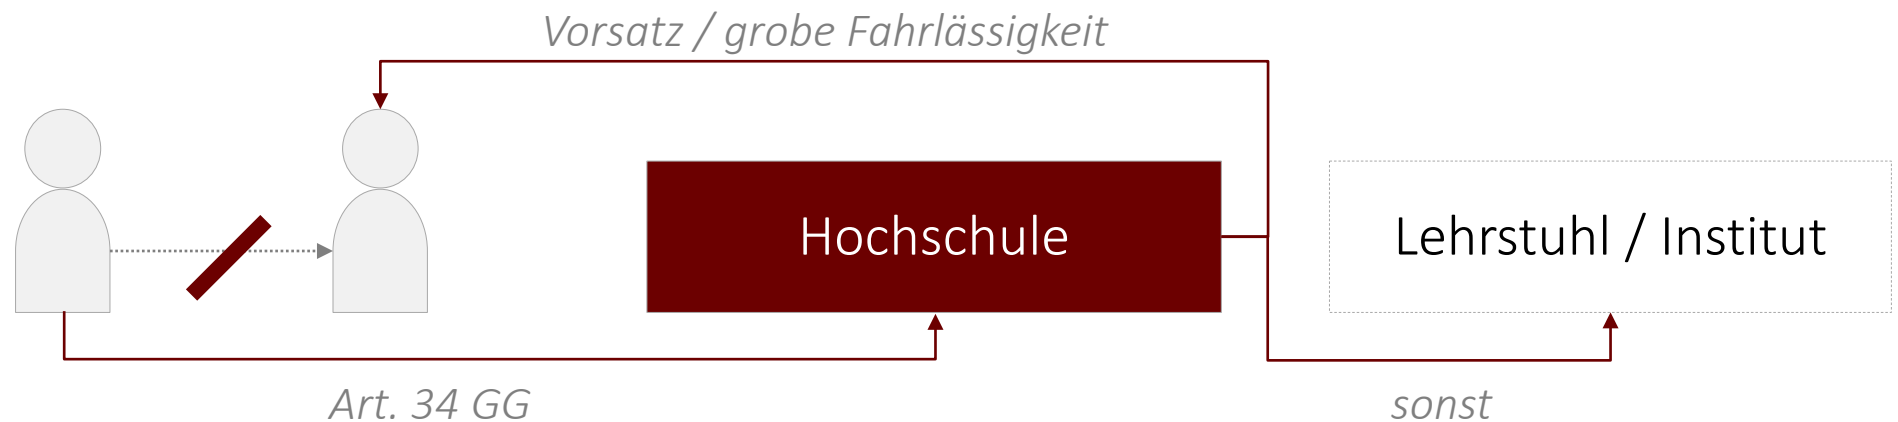 Vorsatz / grobe Fahrlässigkeit
Hochschule
Lehrstuhl / Institut
Art. 34 GG
sonst